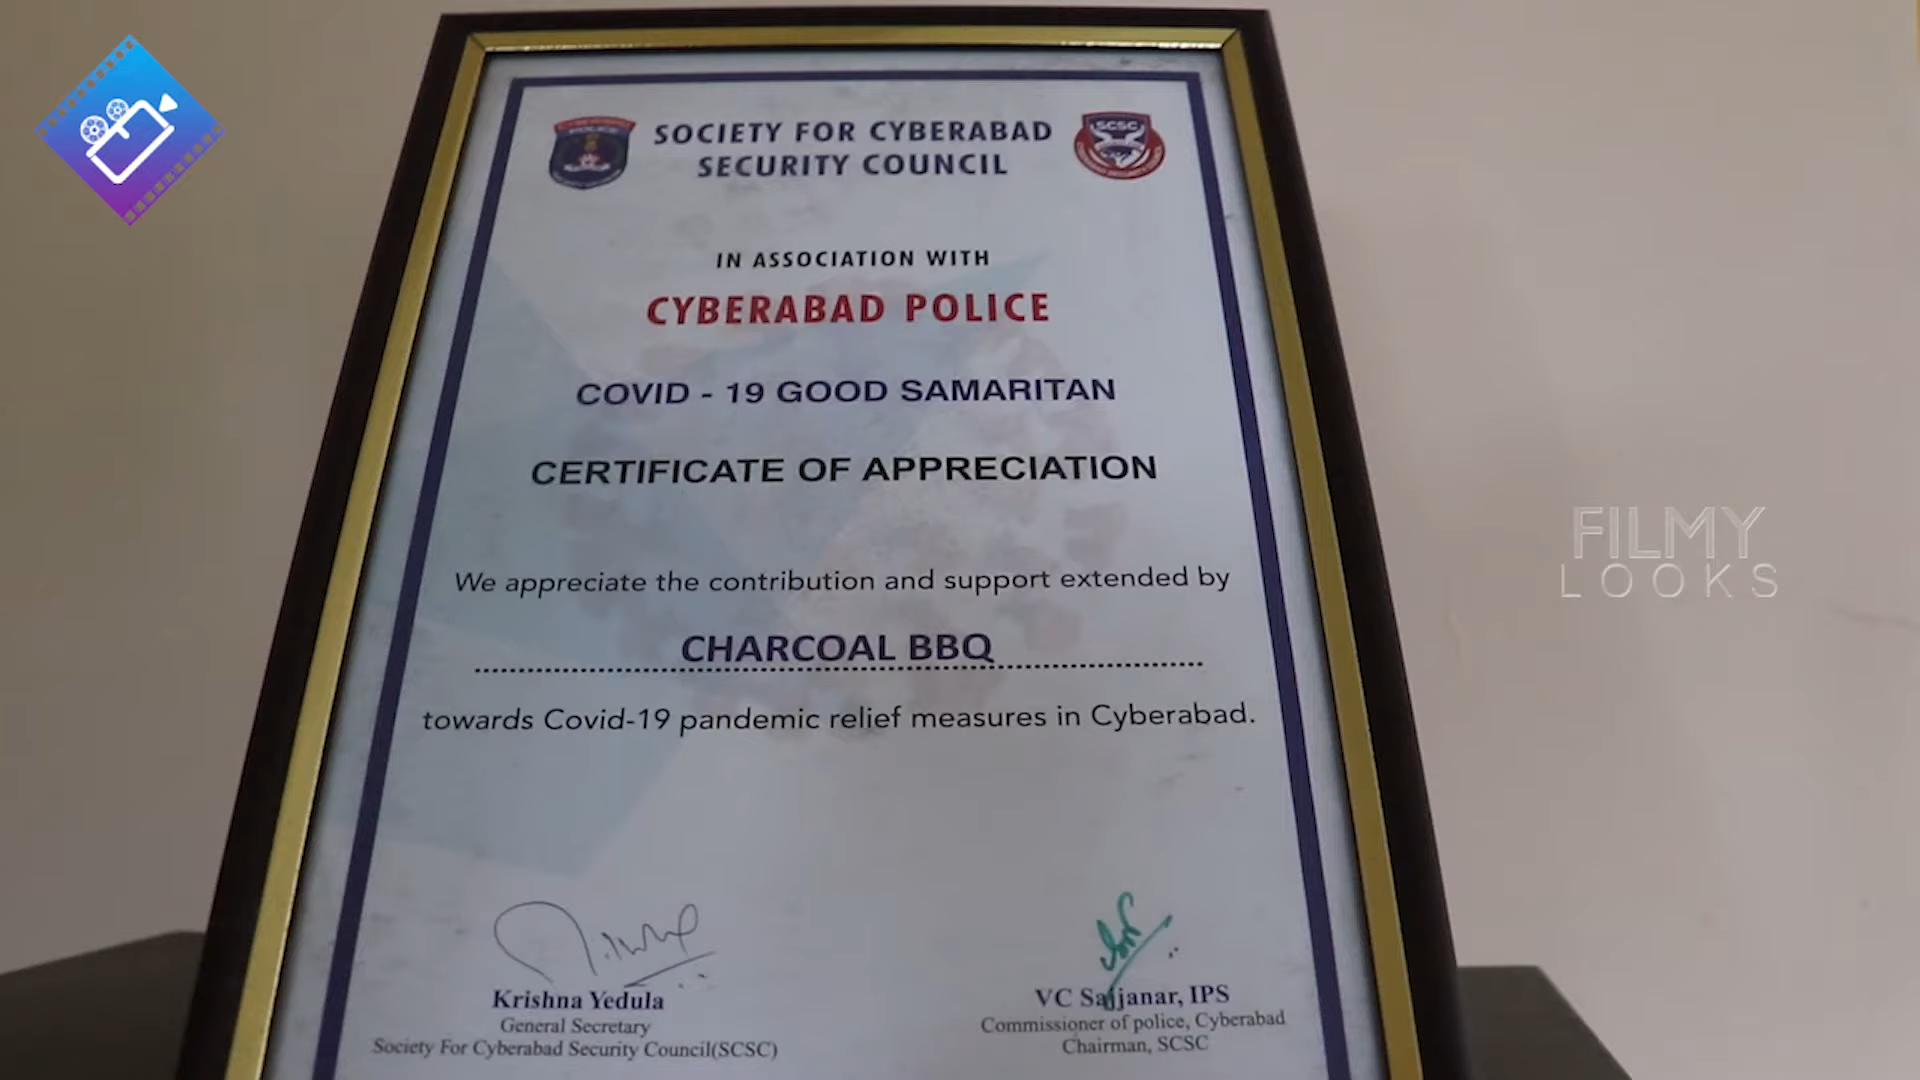 SOCIETY FOR CYBERABAD
SECURITY COUNCIL
POLICE
SCSC
IN ASSOCIATION WITH
CYBERABAD POLICE
COVID - 19 GOOD SAMARITAN
CERTIFICATE OF APPRECIATION
We appreciate the contribution and support extended by
CHARCOAL BBQ
towards Covid-19 pandemic relief measures in Cyberabad.
Krishna Yedula
General Secretary
Society For Cyberabad Security Council(SCSC)
VC Sajjanar, IPS
Commissioner of police, Cyberabad
Chairman, SCSC
FILMY
LOOKS